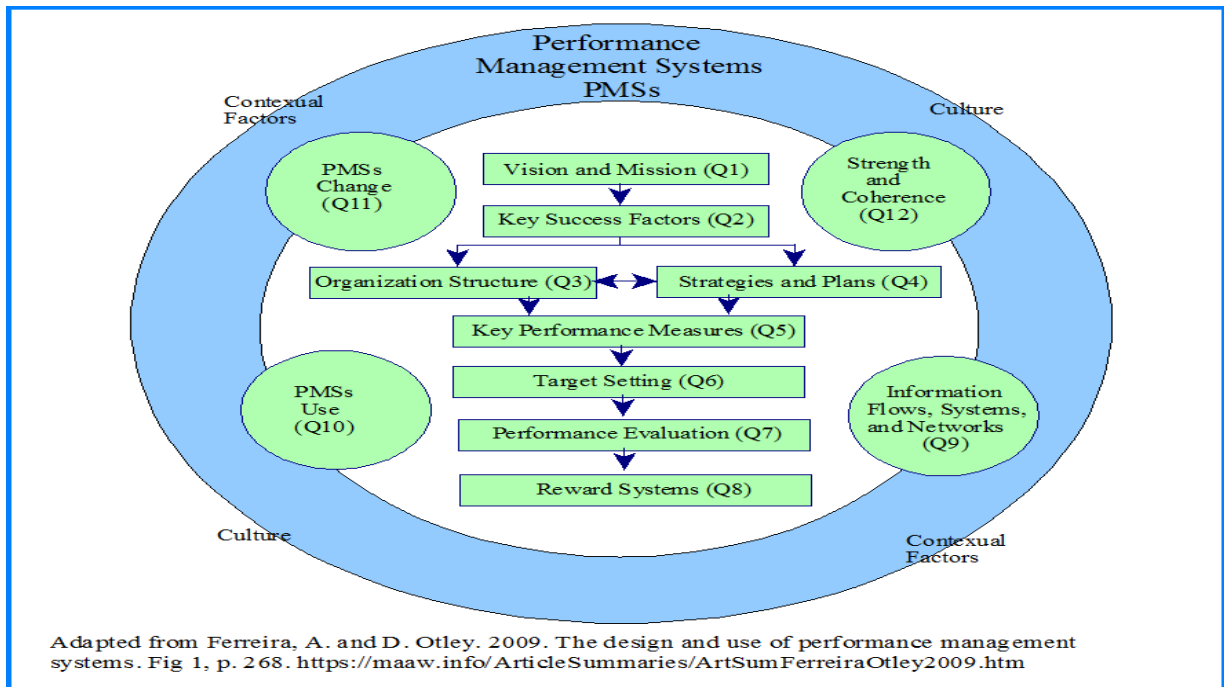 Performance
Management Systems
PMSs
Contexual
Factors
Culture
PMSs
Change
(Q11)
Vision and Mission (Q1)
Strength
and
Coherence
(Q12)
Key Success Factors (Q2)
Organization Structure (Q3)
Strategies and Plans (Q4)
Key Performance Measures (Q5)
PMSs
Use
(Q10)
Target Setting (Q6)
Information
Flows, Systems,
and Networks
(Q9)
Performance Evaluation (Q7)
Reward Systems (Q8)
Culture
Contexual
Factors
Adapted from Ferreira, A. and D. Otley. 2009. The design and use of performance management
systems. Fig 1, p. 268. https://maaw.info/ArticleSummaries/ArtSumFerreiraOtley2009.htm